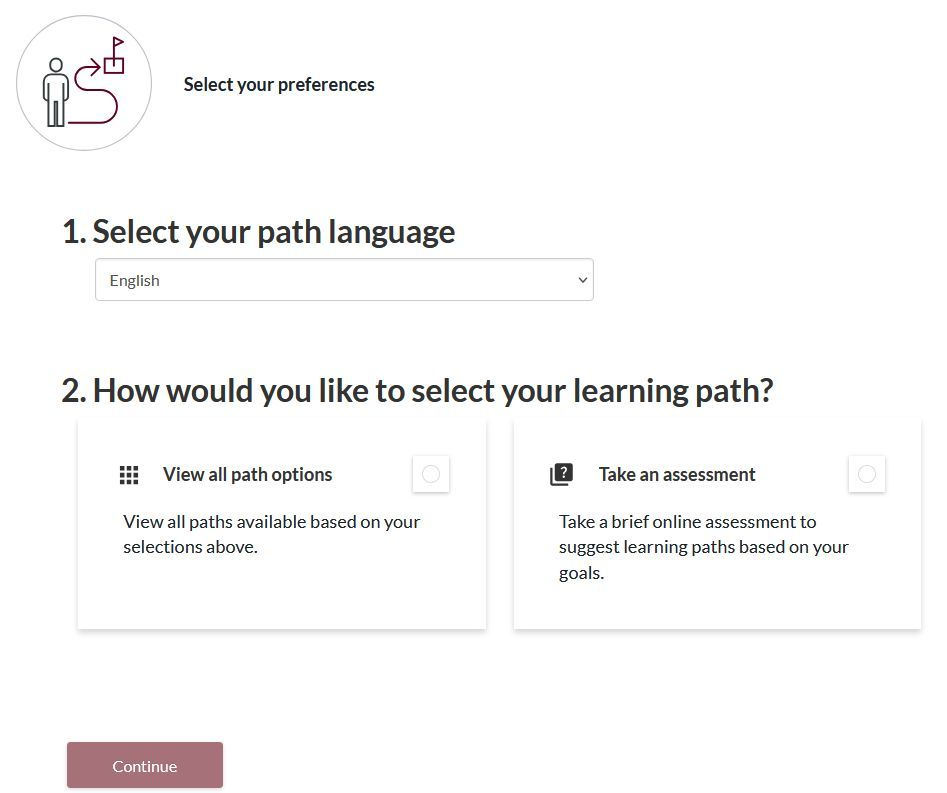 Select your preferences
1. Select your path language
English
2. How would you like to select your learning path?
View all path options
View all paths available based on your
selections above.
?
Take an assessment
Take a brief online assessment to
suggest learning paths based on your
goals.
Continue